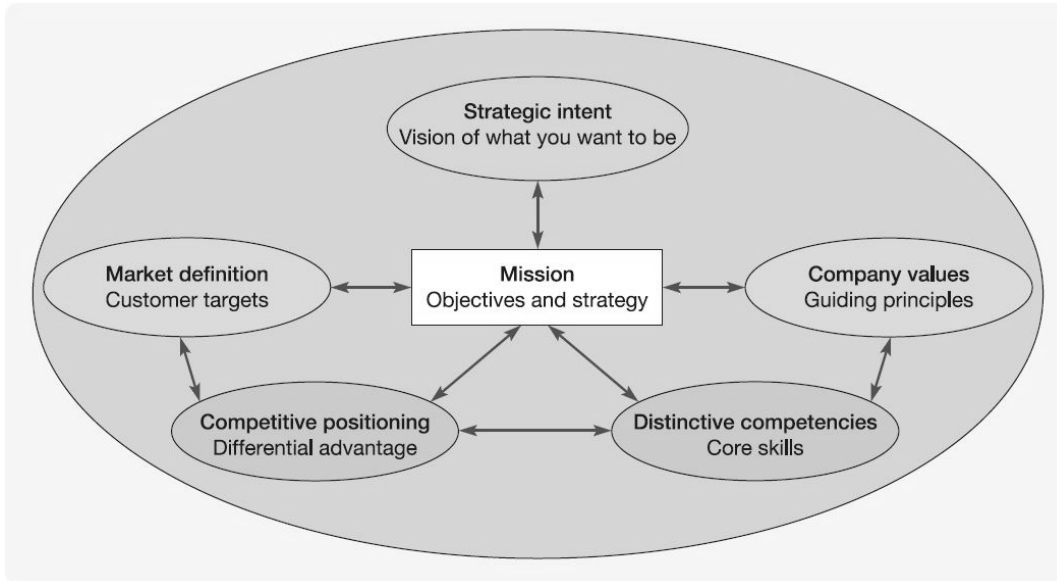 Strategic intent
Vision of what you want to be
Market definition
Customer targets
Mission
Objectives and strategy
Company values
Guiding principles
Competitive positioning
Differential advantage
Distinctive competencies
Core skills